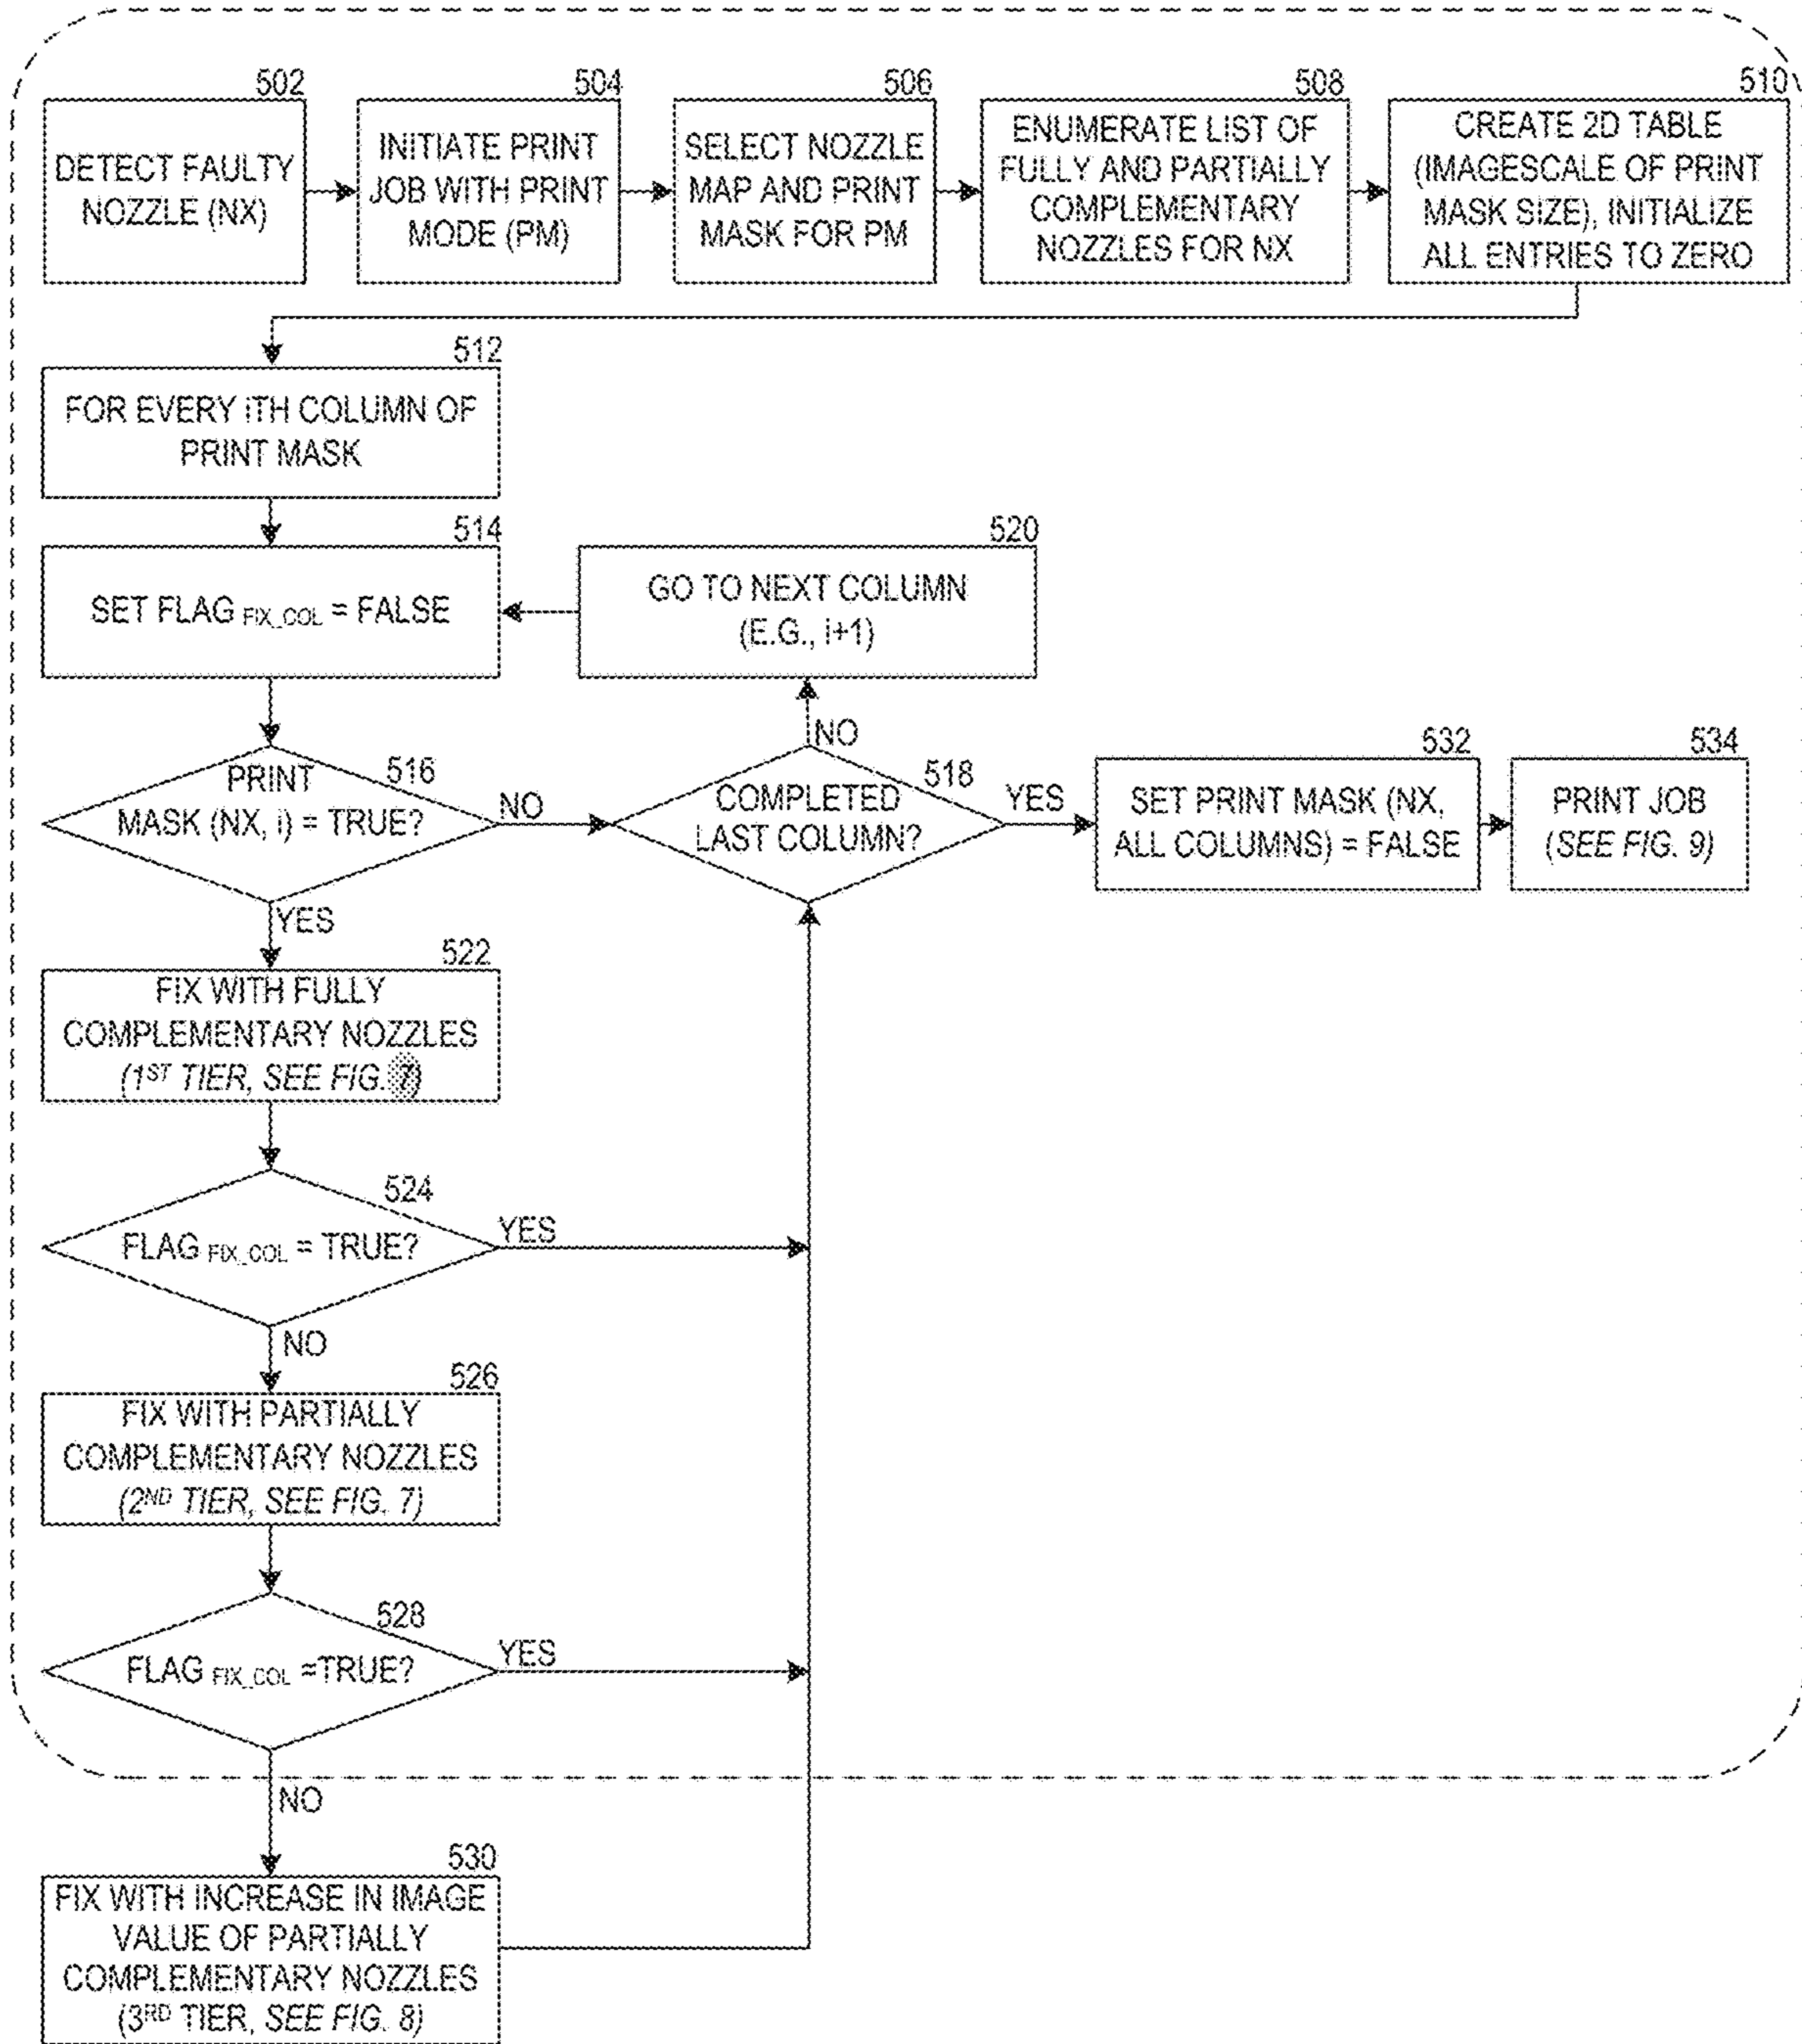 502
DETECT FAULTY
NOZZLE (NX)
504
INITIATE PRINT
JOB WITH PRINT
MODE (PM)
506
SELECT NOZZLE
MAP AND PRINT
MASK FOR PM
508
ENUMERATE LIST OF
FULLY AND PARTIALLY
COMPLEMENTARY
NOZZLES FOR NX
510
CREATE 2D TABLE
(IMAGESCALE OF PRINT
MASK SIZE), INITIALIZE
ALL ENTRIES TO ZERO
512
FOR EVERY iTH COLUMN OF
PRINT MASK
514
SET FLAG FIX_COL = FALSE
520
GO TO NEXT COLUMN
(E.G., i+1)
516
PRINT
MASK (NX, i) = TRUE?
NO
YES
NO
518
COMPLETED
LAST COLUMN?
YES
532
SET PRINT MASK (NX,
ALL COLUMNS) = FALSE
534
PRINT JOB
(SEE FIG. 9)
522
FIX WITH FULLY
COMPLEMENTARY NOZZLES
(1ST TIER, SEE FIG. 7)
524
FLAG FIX_COL = TRUE?
YES
NO
526
FIX WITH PARTIALLY
COMPLEMENTARY NOZZLES
(2ND TIER, SEE FIG. 7)
528
FLAG FIX_COL =TRUE?
YES
NO
530
FIX WITH INCREASE IN IMAGE
VALUE OF PARTIALLY
COMPLEMENTARY NOZZLES
(3RD TIER, SEE FIG. 8)